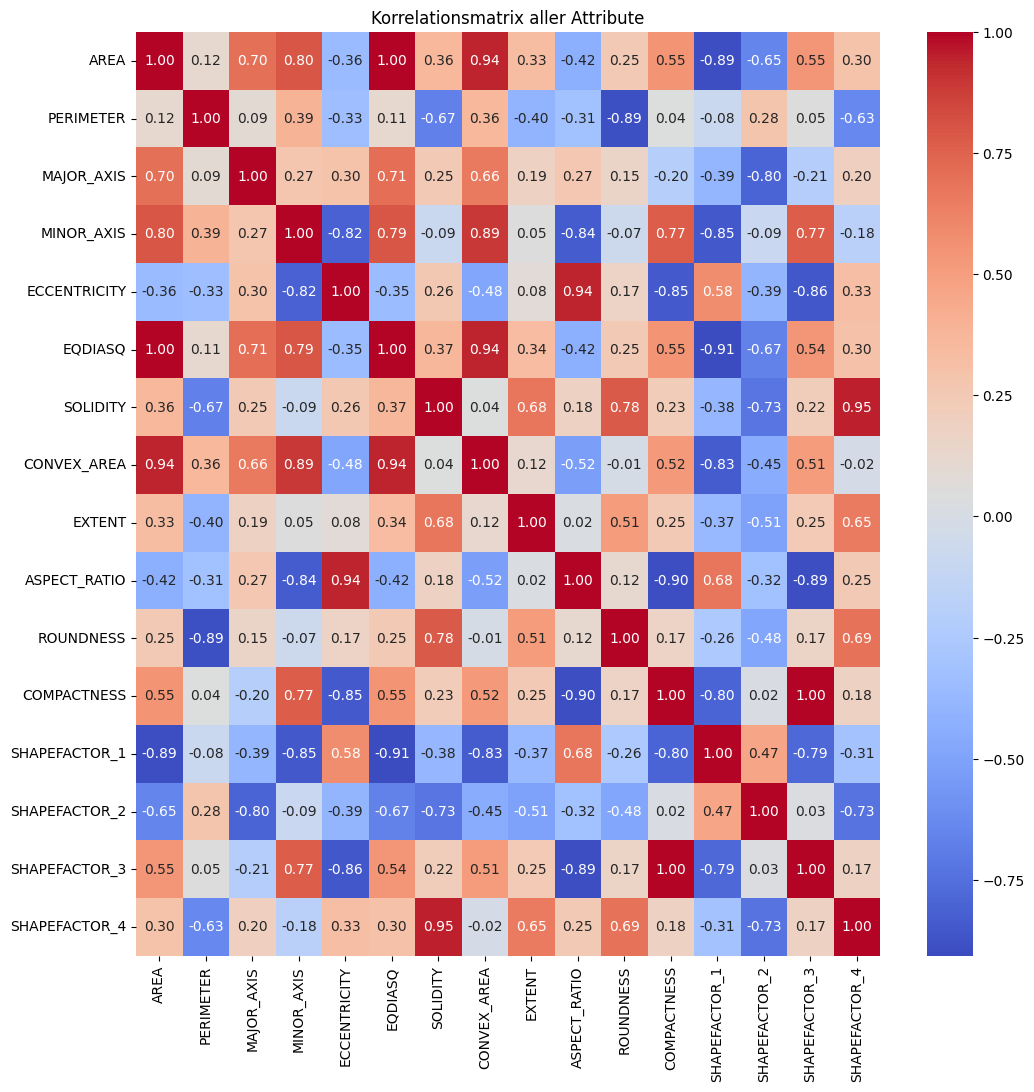 Korrelationsmatrix aller Attribute
AREA 1.00 0.12 0.70 0.80 -0.36 1.00 0.36 0.94 0.33 -0.42 0.25 0.55 -0.89 -0.65 0.55 0.30
PERIMETER 0.12 1.00 0.09 0.39 -0.33 0.11 -0.67 0.36 -0.40 -0.31 -0.89 0.04 -0.08 0.28 0.05 -0.63
MAJOR_AXIS 0.70 0.09 1.00 0.27 0.30 0.71 0.25 0.66 0.19 0.27 0.15 -0.20 -0.39 -0.80 -0.21 0.20
MINOR_AXIS 0.80 0.39 0.27 1.00 -0.82 0.79 -0.09 0.89 0.05 -0.84 -0.07 0.77 -0.85 -0.09 0.77 -0.18
ECCENTRICITY -0.36 -0.33 0.30 -0.82 1.00 -0.35 0.26 -0.48 0.08 0.94 0.17 -0.85 0.58 -0.39 -0.86 0.33
EQDIASQ 1.00 0.11 0.71 0.79 -0.35 1.00 0.37 0.94 0.34 -0.42 0.25 0.55 -0.91 -0.67 0.54 0.30
SOLIDITY 0.36 -0.67 0.25 -0.09 0.26 0.37 1.00 0.04 0.68 0.18 0.78 0.23 -0.38 -0.73 0.22 0.95
CONVEX_AREA 0.94 0.36 0.66 0.89 -0.48 0.94 0.04 1.00 0.12 -0.52 -0.01 0.52 -0.83 -0.45 0.51 -0.02
EXTENT 0.33 -0.40 0.19 0.05 0.08 0.34 0.68 0.12 1.00 0.02 0.51 0.25 -0.37 -0.51 0.25 0.65
ASPECT_RATIO -0.42 -0.31 0.27 -0.84 0.94 -0.42 0.18 -0.52 0.02 1.00 0.12 -0.90 0.68 -0.32 -0.89 0.25
ROUNDNESS 0.25 -0.89 0.15 -0.07 0.17 0.25 0.78 -0.01 0.51 0.12 1.00 0.17 -0.26 -0.48 0.17 0.69
COMPACTNESS 0.55 0.04 -0.20 0.77 -0.85 0.55 0.23 0.52 0.25 -0.90 0.17 1.00 -0.80 0.02 1.00 0.18
SHAPEFACTOR_1 -0.89 -0.08 -0.39 -0.85 0.58 -0.91 -0.38 -0.83 -0.37 0.68 -0.26 -0.80 1.00 0.47 -0.79 -0.31
SHAPEFACTOR_2 -0.65 0.28 -0.80 -0.09 -0.39 -0.67 -0.73 -0.45 -0.51 -0.32 -0.48 0.02 0.47 1.00 0.03 -0.73
SHAPEFACTOR_3 0.55 0.05 -0.21 0.77 -0.86 0.54 0.22 0.51 0.25 -0.89 0.17 1.00 -0.79 0.03 1.00 0.17
SHAPEFACTOR_4 0.30 -0.63 0.20 -0.18 0.33 0.30 0.95 -0.02 0.65 0.25 0.69 0.18 -0.31 -0.73 0.17 1.00
AREA
PERIMETER
MAJOR_AXIS
MINOR_AXIS
ECCENTRICITY
EQDIASQ
SOLIDITY
CONVEX_AREA
EXTENT
ASPECT_RATIO
ROUNDNESS
COMPACTNESS
SHAPEFACTOR_1
SHAPEFACTOR_2
SHAPEFACTOR_3
SHAPEFACTOR_4
1.00
0.75
0.50
0.25
0.00
−0.25
−0.50
−0.75